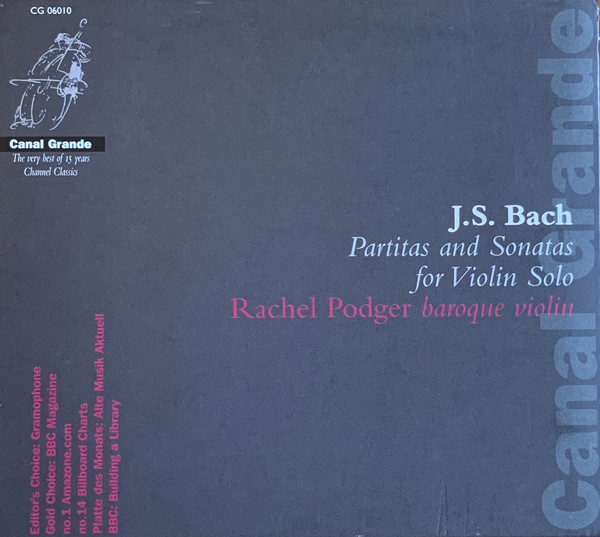 CG 06010
Canal Grande
The very best of 15 years
Channel Classics
J.S. Bach
Partitas and Sonatas
for Violin Solo
Rachel Podger baroque violin
Editor's Choice: Gramophone
Gold Choice: BBC Magazine
no.1 Amazone.com
no.14 Billboard Charts
Platte des Monats: Alte Musik Aktuell
BBC: Building a Library
Canal Grande